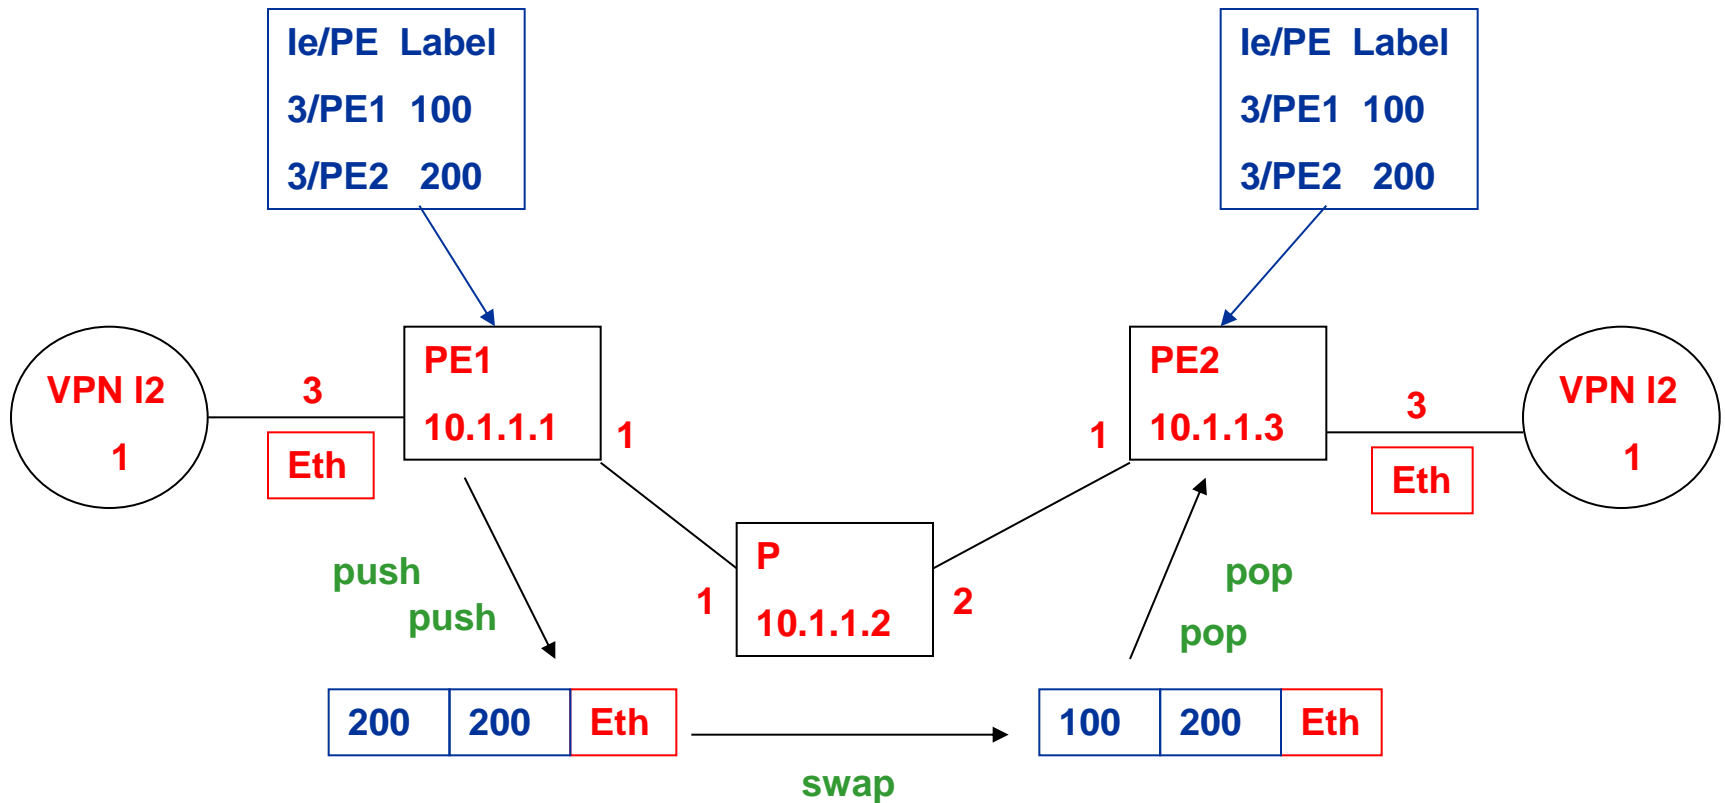 Ie/PE Label
3/PE1 100
3/PE2 200
Ie/PE Label
3/PE1 100
3/PE2 200
VPN l2
1
3
Eth
PE1
10.1.1.1
1
PE2
10.1.1.3
1
3
Eth
VPN l2
1
P
10.1.1.2
1
2
push
push
pop
pop
200 200 Eth
swap
100 200 Eth